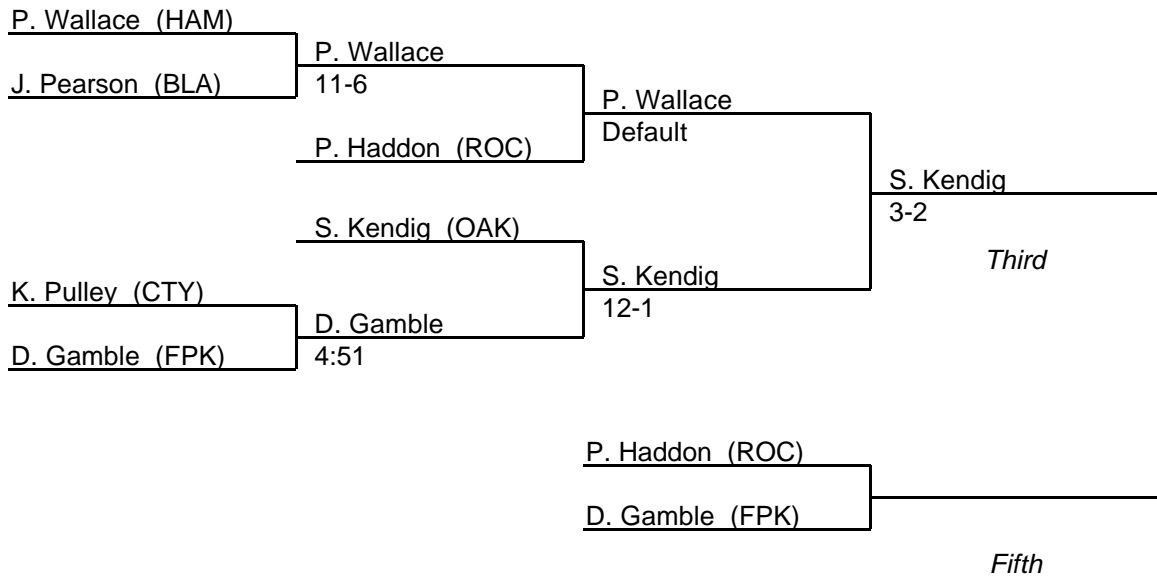 P. Wallace (HAM)
P. Wallace
J. Pearson (BLA)
11-6
P. Wallace
Default
P. Haddon (ROC)
S. Kendig
3-2
S. Kendig (OAK)
Third
S. Kendig
K. Pulley (CTY)
12-1
D. Gamble
D. Gamble (FPK)
4:51
P. Haddon (ROC)
D. Gamble (FPK)
Fifth